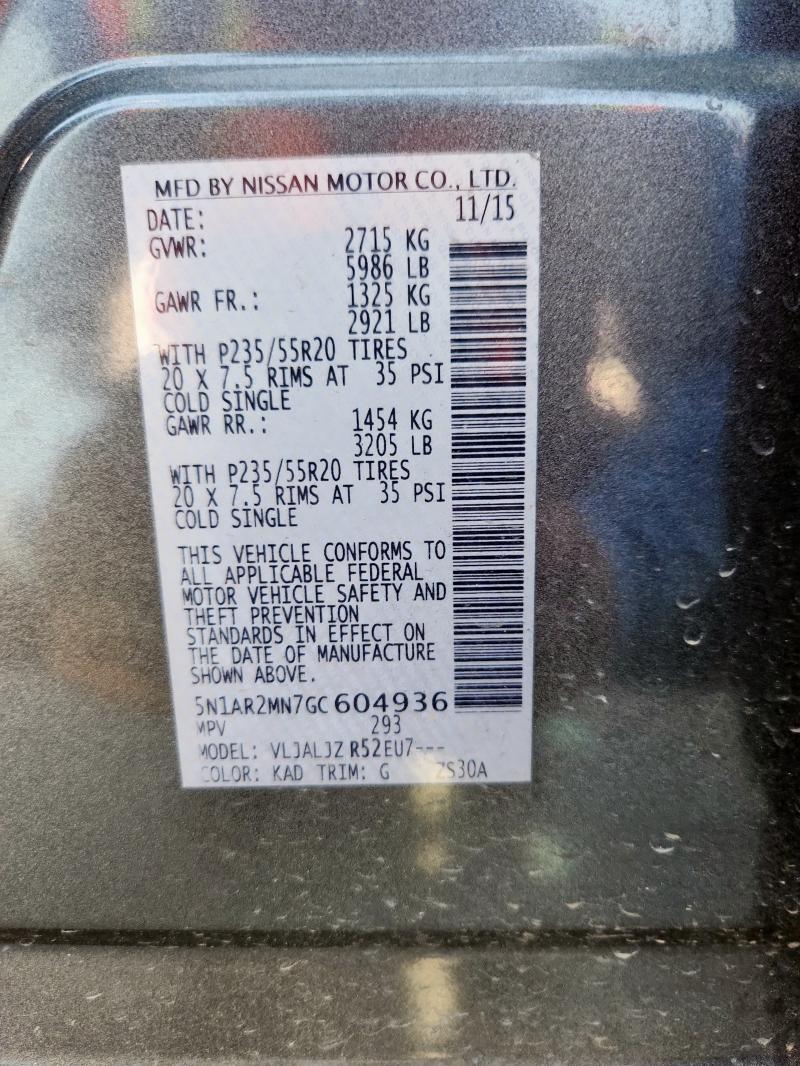 MFD BY NISSAN MOTOR CO., LTD.
DATE: 11/15
GVWR: 2715 KG
5986 LB
GAWR FR.: 1325 KG
2921 LB
WITH P235/55R20 TIRES
20 X 7.5 RIMS AT 35 PSI
COLD SINGLE
GAWR RR.: 1454 KG
3205 LB
WITH P235/55R20 TIRES
20 X 7.5 RIMS AT 35 PSI
COLD SINGLE
THIS VEHICLE CONFORMS TO
ALL APPLICABLE FEDERAL
MOTOR VEHICLE SAFETY AND
THEFT PREVENTION
STANDARDS IN EFFECT ON
THE DATE OF MANUFACTURE
SHOWN ABOVE.
5N1AR2MN7GC604936
MPV 293
MODEL: VLJALJZ R52EU7---
COLOR: KAD TRIM: G ZS30A